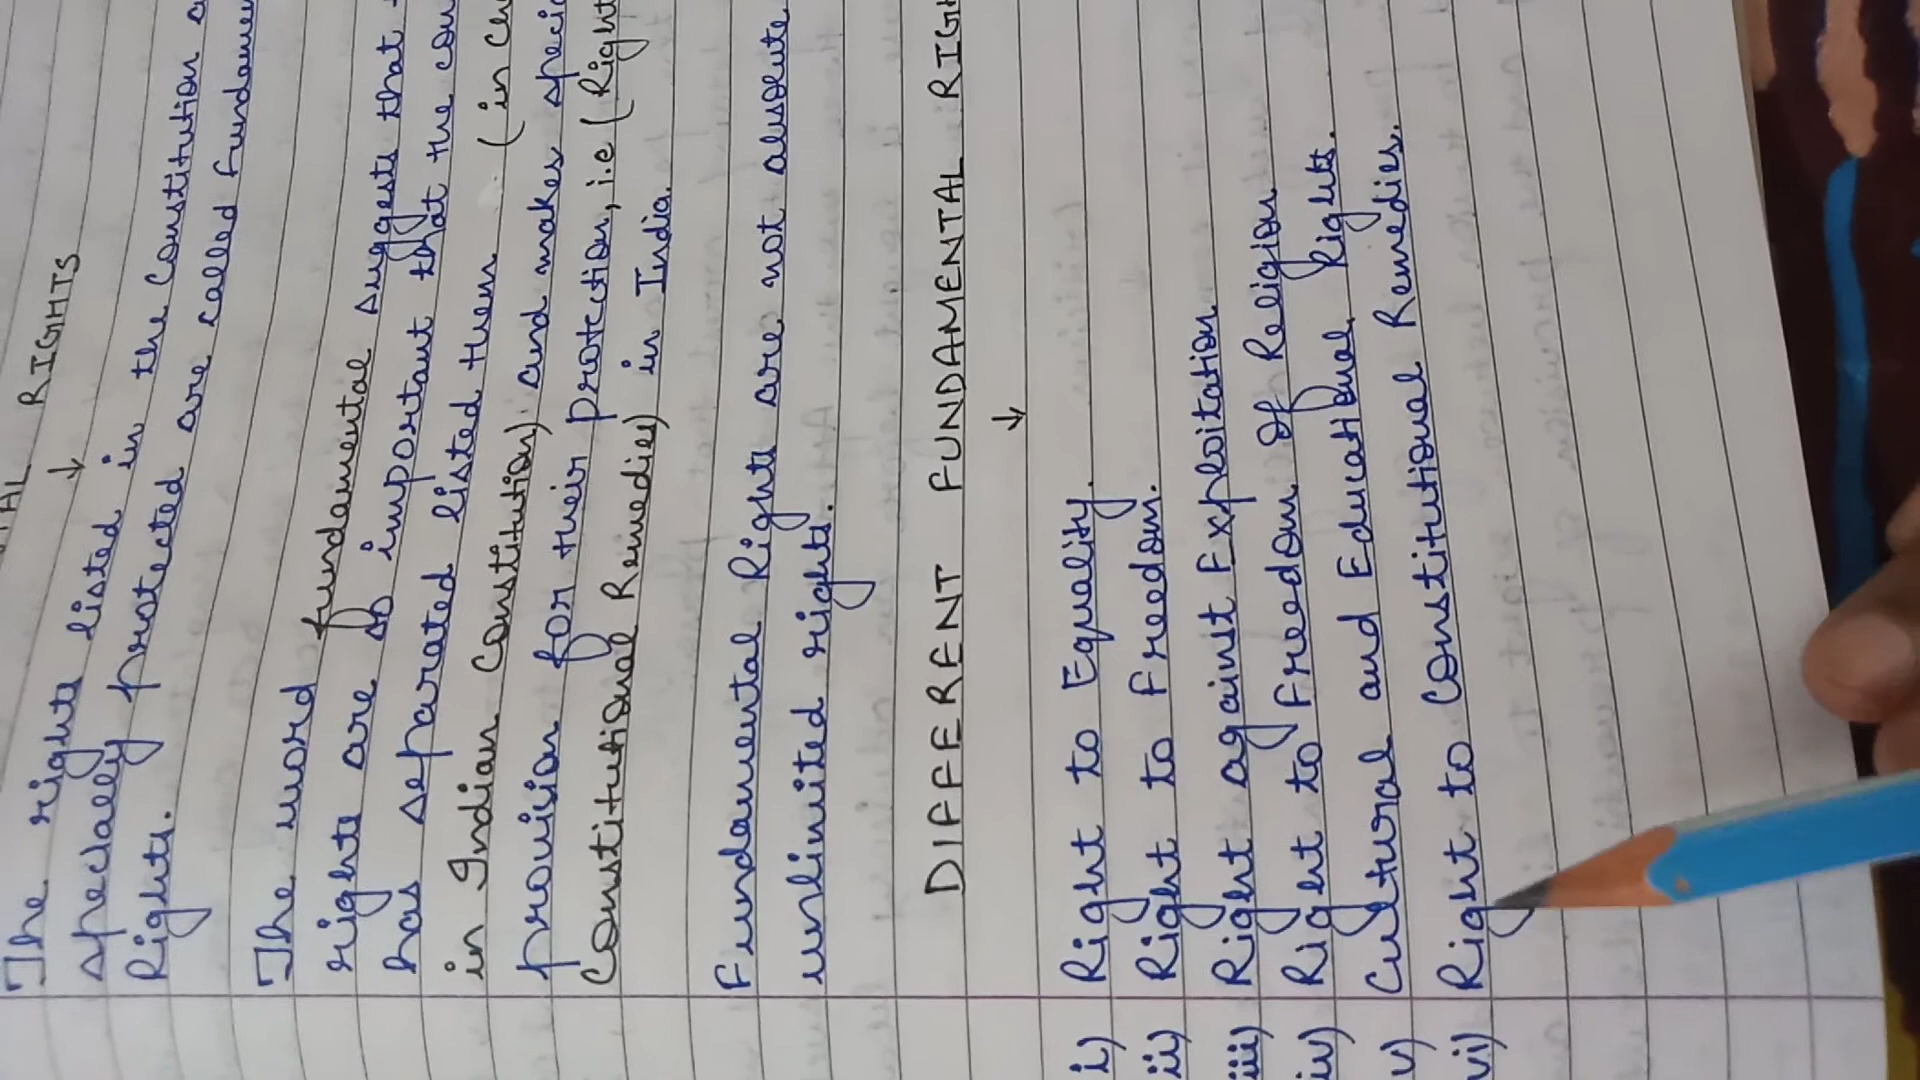 RIGHTS
↓
The rights listed in the Constitution
specially protected are called
Rights.
The word fundamental suggests that
rights are so important that the
has separated listed them (in
in Indian Constitution) and makes
provision for their protection, i.e (Right
Constitutional Remedies) in India.
Fundamental Rights are not absolute
unlimited rights.
DIFFERENT FUNDAMENTAL
↓
i) Right to Equality.
ii) Right to Freedom.
iii) Right against Exploitation.
iv) Right to Freedom of Religion
v) Cultural and Educational Rights.
vi) Right to Constitutional Remedies.